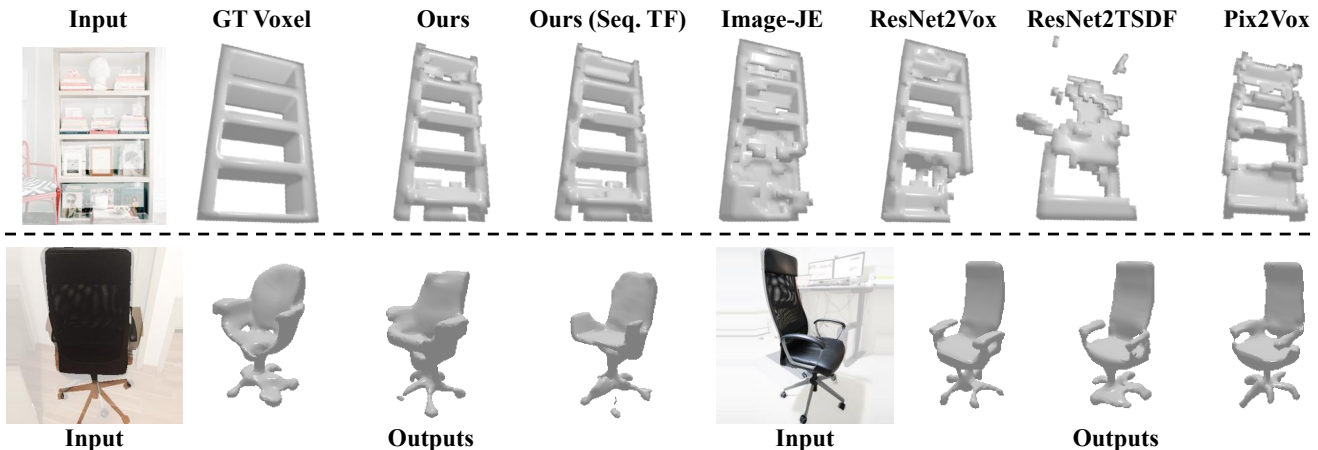 Input GT Voxel Ours Ours (Seq. TF) Image-JE ResNet2Vox ResNet2TSDF Pix2Vox
Input Outputs Input Outputs